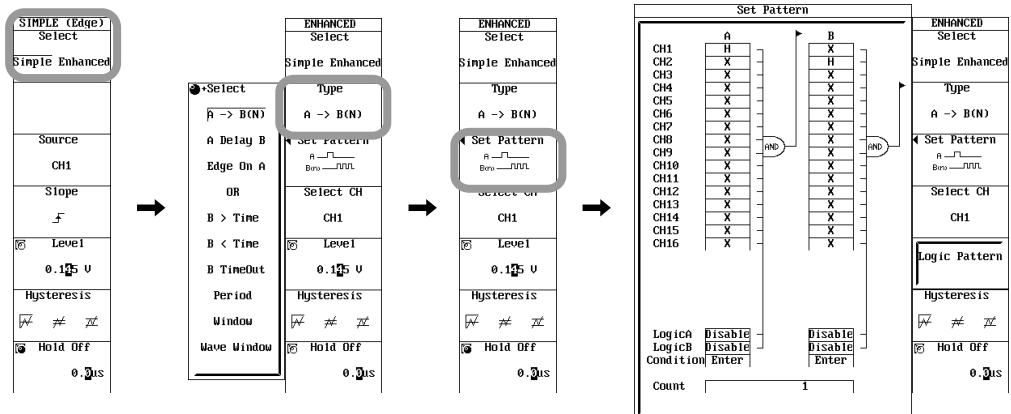 SIMPLE (Edge)
Select
Simple Enhanced
Source
CH1
Slope
Level
0.145 V
Hysteresis
Hold Off
0.0us
+Select
A -> B(N)
A Delay B
Edge On A
OR
B > Time
B < Time
B TimeOut
Period
Window
Wave Window
ENHANCED
Select
Simple Enhanced
Type
A -> B(N)
Set Pattern
A
B(N)
Select CH
CH1
Level
0.145 V
Hysteresis
Hold Off
0.0us
ENHANCED
Select
Simple Enhanced
Type
A -> B(N)
Set Pattern
A
B(N)
Select CH
CH1
Level
0.145 V
Hysteresis
Hold Off
0.0us
Set Pattern
A B
CH1 H X
CH2 X H
CH3 X X
CH4 X X
CH5 X X
CH6 X X
CH7 X X
CH8 X X
CH9 X X
CH10 X X
CH11 X X
CH12 X X
CH13 X X
CH14 X X
CH15 X X
CH16 X X
AND AND
LogicA Disable Disable
LogicB Disable Disable
Condition Enter Enter
Count 1
ENHANCED
Select
Simple Enhanced
Type
A -> B(N)
Set Pattern
A
B(N)
Select CH
CH1
Logic Pattern
Hysteresis
Hold Off
0.0us